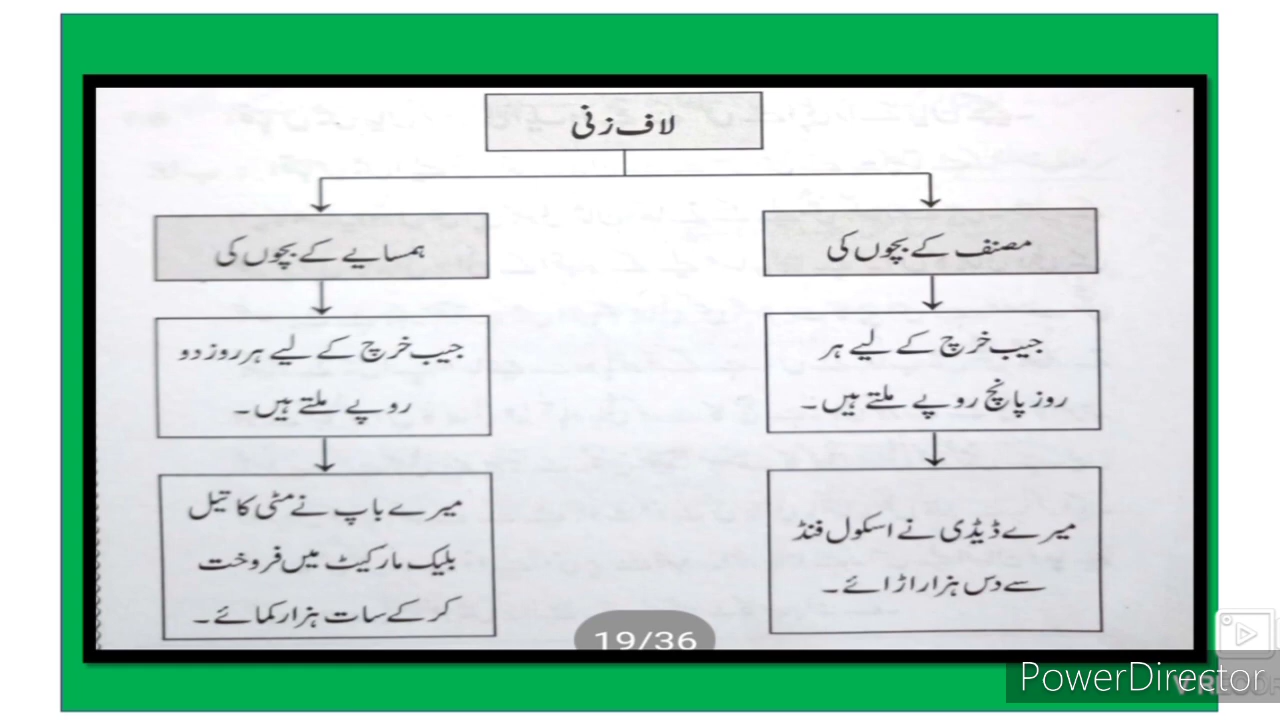 لاف زنی
مصنف کے بچوں کی
ہمسایے کے بچوں کی
جیب خرچ کے لیے ہر
روز پانچ روپے ملتے ہیں۔
جیب خرچ کے لیے ہر روز دو
روپے ملتے ہیں۔
میرے ڈیڈی نے اسکول فنڈ
سے دس ہزار اڑائے۔
میرے باپ نے مٹی کا تیل
بلیک مارکیٹ میں فروخت
کر کے سات ہزار کمائے۔
19/36
PowerDirector